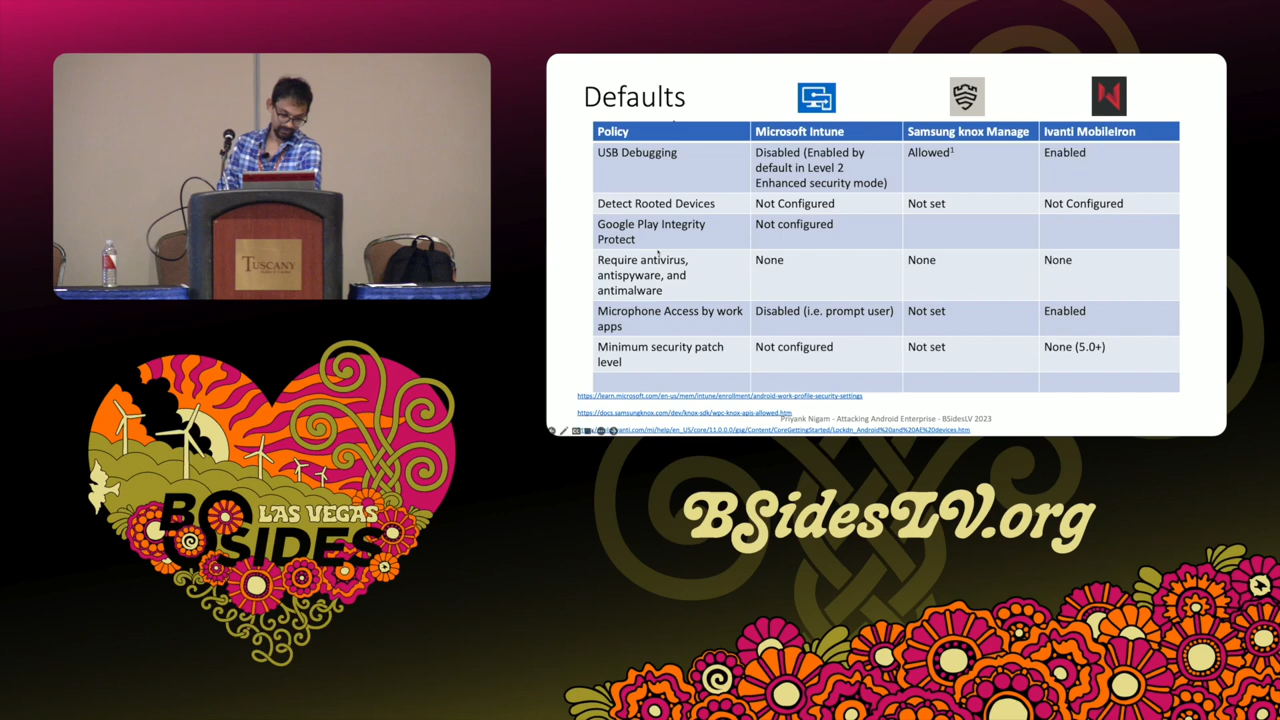 TUSCANY
BSIDES
LAS VEGAS
Defaults
Policy
Microsoft Intune
Samsung knox Manage
Ivanti MobileIron
USB Debugging
Disabled (Enabled by
default in Level 2
Enhanced security mode)
Allowed¹
Enabled
Detect Rooted Devices
Not Configured
Not set
Not Configured
Google Play Integrity
Protect
Not configured
Require antivirus,
antispyware, and
antimalware
None
None
None
Microphone Access by work
apps
Disabled (i.e. prompt user)
Not set
Enabled
Minimum security patch
level
Not configured
Not set
None (5.0+)
https://learn.microsoft.com/en-us/mem/intune/enrollment/android-work-profile-security-settings
https://docs.samsungknox.com/dev/knox-sdk/wpc-knox-apis-allowed.htm
Priyank Nigam - Attacking Android Enterprise - BSidesLV 2023
BSidesLV.org